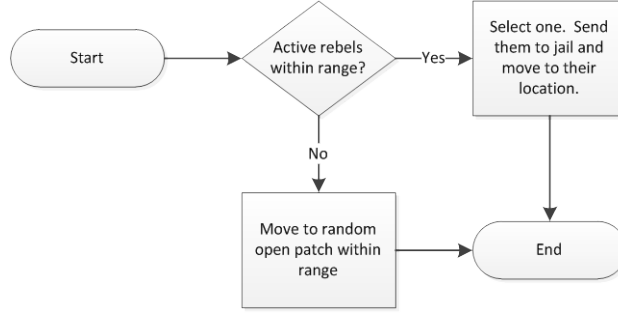 Start
Active rebels
within range?
Yes
Select one.  Send
them to jail and
move to their
location.
No
Move to random
open patch within
range
End